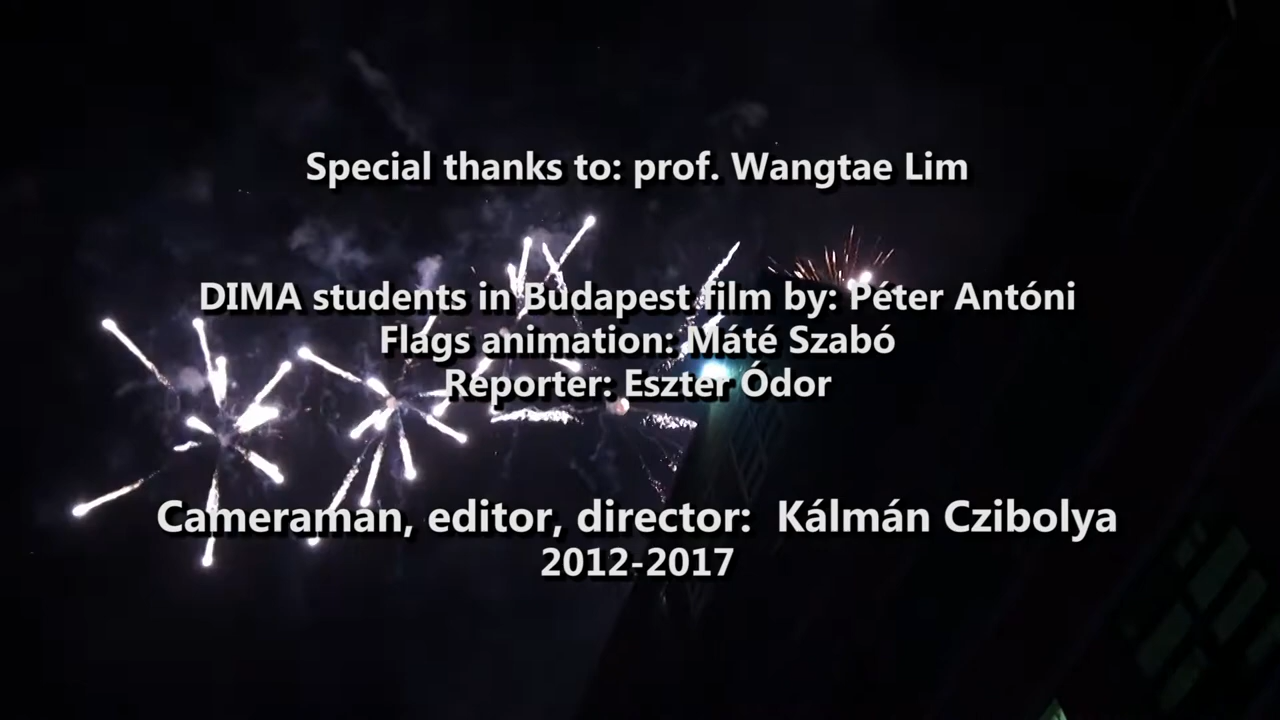 Special thanks to: prof. Wangtae Lim
DIMA students in Budapest film by: Péter Antóni
Flags animation: Máté Szabó
Reporter: Eszter Ódor
Cameraman, editor, director:  Kálmán Czibolya
2012-2017